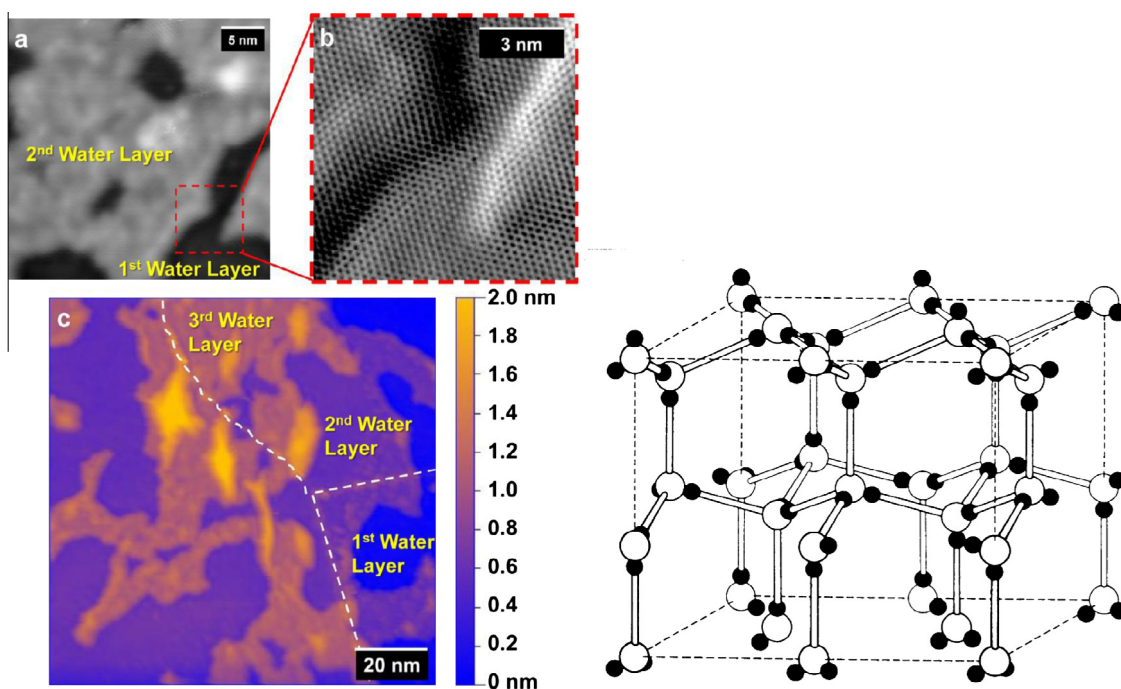 a
5 nm
2nd Water Layer
1st Water Layer
b
3 nm
c
3rd Water
Layer
2nd Water
Layer
1st Water
Layer
20 nm
2.0 nm
1.8
1.6
1.4
1.2
1.0
0.8
0.6
0.4
0.2
0 nm